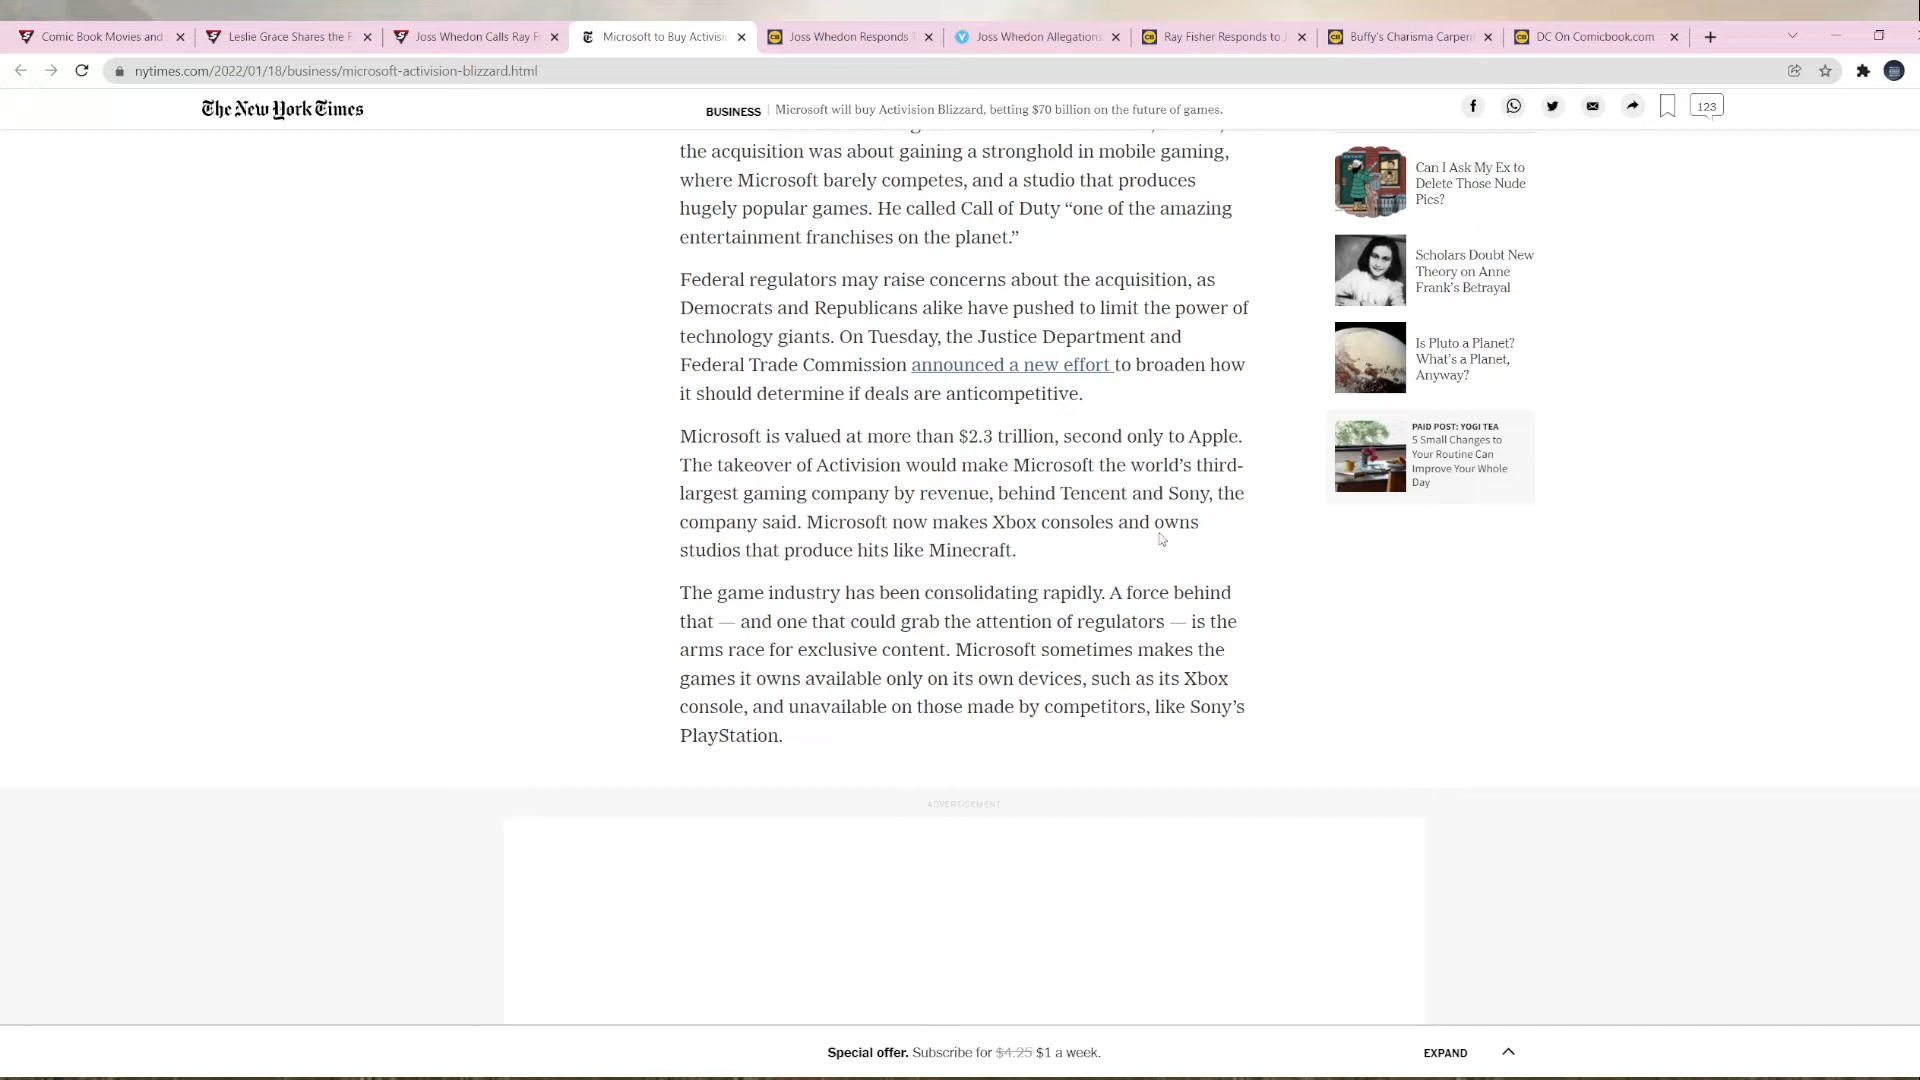 Comic Book Movies and
Leslie Grace Shares the F
Joss Whedon Calls Ray F
Microsoft to Buy Activisi
Joss Whedon Responds T
Joss Whedon Allegations
Ray Fisher Responds to J
Buffy's Charisma Carpen
DC On Comicbook.com
nytimes.com/2022/01/18/business/microsoft-activision-blizzard.html
The New York Times
BUSINESS | Microsoft will buy Activision Blizzard, betting $70 billion on the future of games.
123
the acquisition was about gaining a stronghold in mobile gaming,
where Microsoft barely competes, and a studio that produces
hugely popular games. He called Call of Duty “one of the amazing
entertainment franchises on the planet.”
Federal regulators may raise concerns about the acquisition, as
Democrats and Republicans alike have pushed to limit the power of
technology giants. On Tuesday, the Justice Department and
Federal Trade Commission announced a new effort to broaden how
it should determine if deals are anticompetitive.
Microsoft is valued at more than $2.3 trillion, second only to Apple.
The takeover of Activision would make Microsoft the world’s third-
largest gaming company by revenue, behind Tencent and Sony, the
company said. Microsoft now makes Xbox consoles and owns
studios that produce hits like Minecraft.
The game industry has been consolidating rapidly. A force behind
that — and one that could grab the attention of regulators — is the
arms race for exclusive content. Microsoft sometimes makes the
games it owns available only on its own devices, such as its Xbox
console, and unavailable on those made by competitors, like Sony’s
PlayStation.
Can I Ask My Ex to
Delete Those Nude
Pics?
Scholars Doubt New
Theory on Anne
Frank’s Betrayal
Is Pluto a Planet?
What’s a Planet,
Anyway?
PAID POST: YOGI TEA
5 Small Changes to
Your Routine Can
Improve Your Whole
Day
ADVERTISEMENT
Special offer. Subscribe for $4.25 $1 a week.
EXPAND